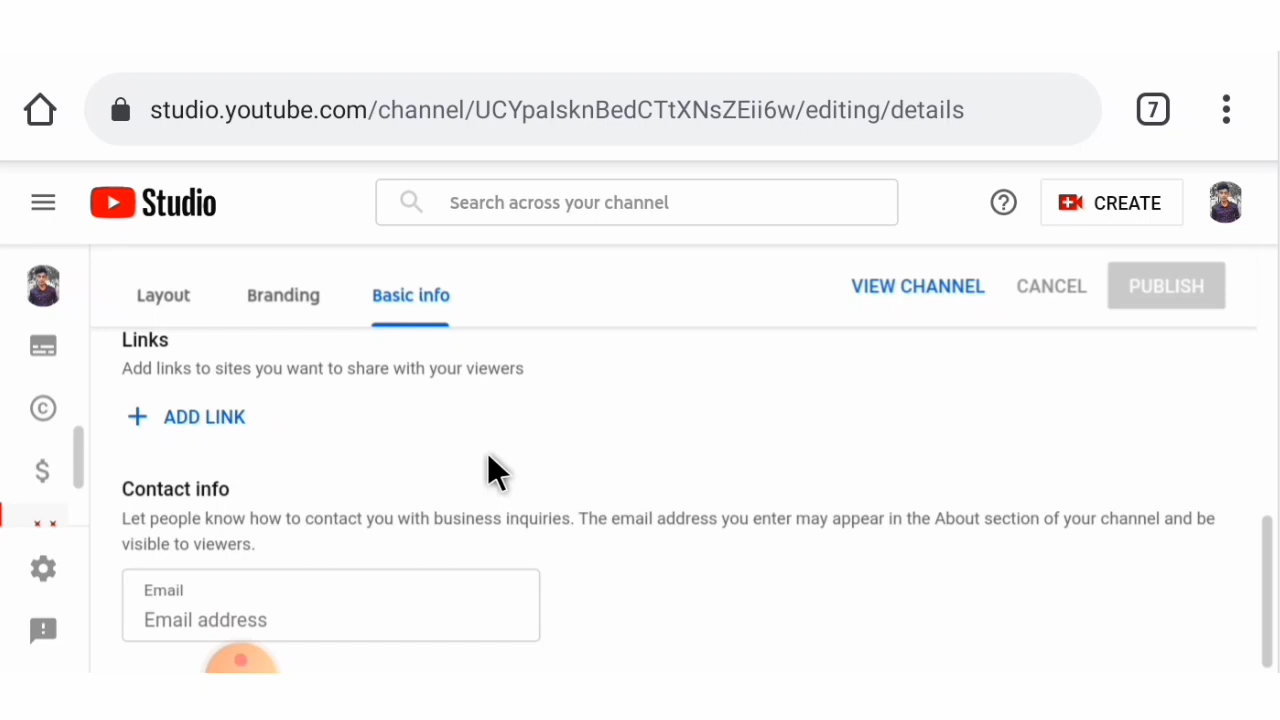 studio.youtube.com/channel/UCYpaIsknBedCTtXNsZEii6w/editing/details
7
Studio
Search across your channel
CREATE
Layout
Branding
Basic info
VIEW CHANNEL
CANCEL
PUBLISH
Links
Add links to sites you want to share with your viewers
+ ADD LINK
Contact info
Let people know how to contact you with business inquiries. The email address you enter may appear in the About section of your channel and be
visible to viewers.
Email
Email address